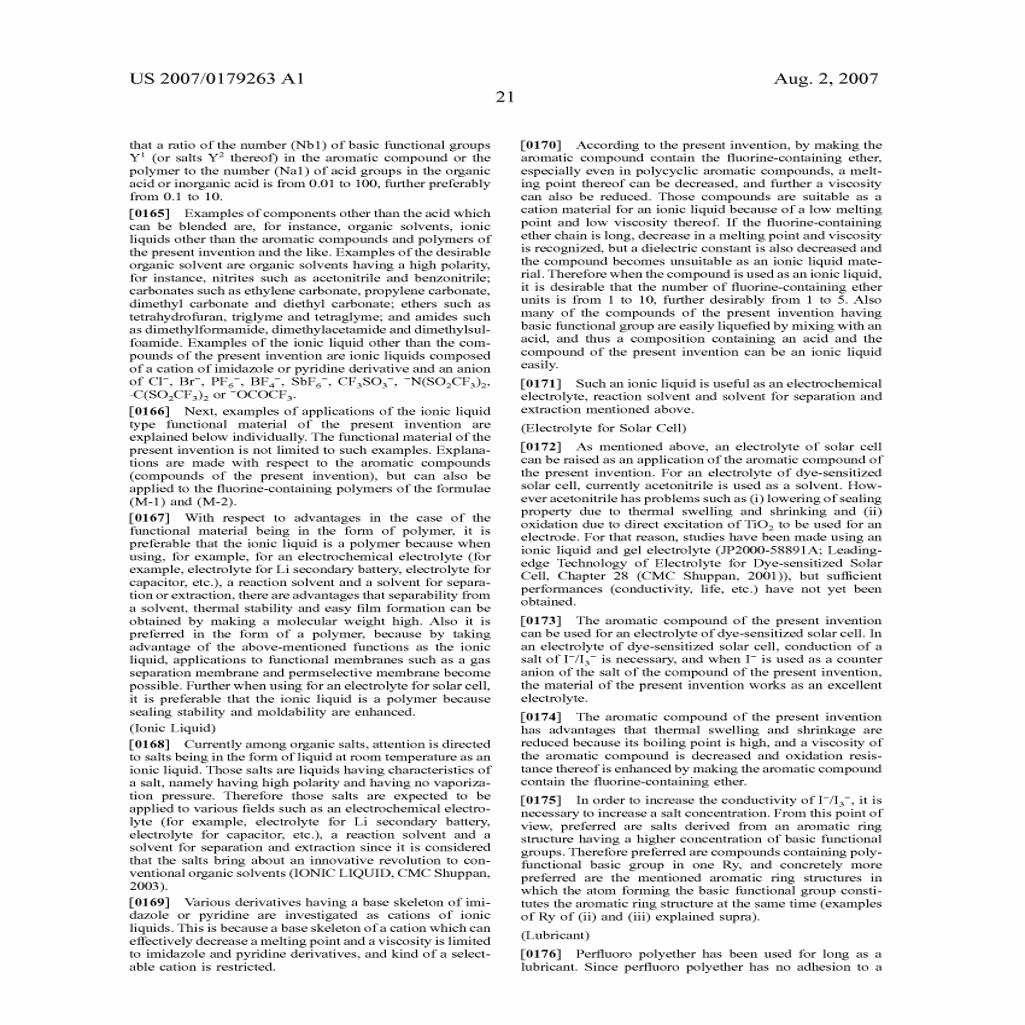 US 2007/0179263 A1
Aug. 2, 2007
21
that a ratio of the number (Nb1) of basic functional groups
Y¹ (or salts Y² thereof) in the aromatic compound or the
polymer to the number (Na1) of acid groups in the organic
acid or inorganic acid is from 0.01 to 100, further preferably
from 0.1 to 10.
[0165] Examples of components other than the acid which
can be blended are, for instance, organic solvents, ionic
liquids other than the aromatic compounds and polymers of
the present invention and the like. Examples of the desirable
organic solvent are organic solvents having a high polarity,
for instance, nitrites such as acetonitrile and benzonitrile;
carbonates such as ethylene carbonate, propylene carbonate,
dimethyl carbonate and diethyl carbonate; ethers such as
tetrahydrofuran, triglyme and tetraglyme; and amides such
as dimethylformamide, dimethylacetamide and dimethylsul-
foamide. Examples of the ionic liquid other than the com-
pounds of the present invention are ionic liquids composed
of a cation of imidazole or pyridine derivative and an anion
of Cl⁻, Br⁻, PF₆⁻, BF₄⁻, SbF₆⁻, CF₃SO₃⁻, ⁻N(SO₂CF₃)₂,
-C(SO₂CF₃)₂ or ⁻OCOCF₃.
[0166] Next, examples of applications of the ionic liquid
type functional material of the present invention are
explained below individually. The functional material of the
present invention is not limited to such examples. Explana-
tions are made with respect to the aromatic compounds
(compounds of the present invention), but can also be
applied to the fluorine-containing polymers of the formulae
(M-1) and (M-2).
[0167] With respect to advantages in the case of the
functional material being in the form of polymer, it is
preferable that the ionic liquid is a polymer because when
using, for example, for an electrochemical electrolyte (for
example, electrolyte for Li secondary battery, electrolyte for
capacitor, etc.), a reaction solvent and a solvent for separa-
tion or extraction, there are advantages that separability from
a solvent, thermal stability and easy film formation can be
obtained by making a molecular weight high. Also it is
preferred in the form of a polymer, because by taking
advantage of the above-mentioned functions as the ionic
liquid, applications to functional membranes such as a gas
separation membrane and permselective membrane become
possible. Further when using for an electrolyte for solar cell,
it is preferable that the ionic liquid is a polymer because
sealing stability and moldability are enhanced.
(Ionic Liquid)
[0168] Currently among organic salts, attention is directed
to salts being in the form of liquid at room temperature as an
ionic liquid. Those salts are liquids having characteristics of
a salt, namely having high polarity and having no vaporiza-
tion pressure. Therefore those salts are expected to be
applied to various fields such as an electrochemical electro-
lyte (for example, electrolyte for Li secondary battery,
electrolyte for capacitor, etc.), a reaction solvent and a
solvent for separation and extraction since it is considered
that the salts bring about an innovative revolution to con-
ventional organic solvents (IONIC LIQUID, CMC Shuppan,
2003).
[0169] Various derivatives having a base skeleton of imi-
dazole or pyridine are investigated as cations of ionic
liquids. This is because a base skeleton of a cation which can
effectively decrease a melting point and a viscosity is limited
to imidazole and pyridine derivatives, and kind of a select-
able cation is restricted.
[0170] According to the present invention, by making the
aromatic compound contain the fluorine-containing ether,
especially even in polycyclic aromatic compounds, a melt-
ing point thereof can be decreased, and further a viscosity
can also be reduced. Those compounds are suitable as a
cation material for an ionic liquid because of a low melting
point and low viscosity thereof. If the fluorine-containing
ether chain is long, decrease in a melting point and viscosity
is recognized, but a dielectric constant is also decreased and
the compound becomes unsuitable as an ionic liquid mate-
rial. Therefore when the compound is used as an ionic liquid,
it is desirable that the number of fluorine-containing ether
units is from 1 to 10, further desirably from 1 to 5. Also
many of the compounds of the present invention having
basic functional group are easily liquefied by mixing with an
acid, and thus a composition containing an acid and the
compound of the present invention can be an ionic liquid
easily.
[0171] Such an ionic liquid is useful as an electrochemical
electrolyte, reaction solvent and solvent for separation and
extraction mentioned above.
(Electrolyte for Solar Cell)
[0172] As mentioned above, an electrolyte of solar cell
can be raised as an application of the aromatic compound of
the present invention. For an electrolyte of dye-sensitized
solar cell, currently acetonitrile is used as a solvent. How-
ever acetonitrile has problems such as (i) lowering of sealing
property due to thermal swelling and shrinking and (ii)
oxidation due to direct excitation of TiO₂ to be used for an
electrode. For that reason, studies have been made using an
ionic liquid and gel electrolyte (JP2000-58891A; Leading-
edge Technology of Electrolyte for Dye-sensitized Solar
Cell, Chapter 28 (CMC Shuppan, 2001)), but sufficient
performances (conductivity, life, etc.) have not yet been
obtained.
[0173] The aromatic compound of the present invention
can be used for an electrolyte of dye-sensitized solar cell. In
an electrolyte of dye-sensitized solar cell, conduction of a
salt of I⁻/I₃⁻ is necessary, and when I⁻ is used as a counter
anion of the salt of the compound of the present invention,
the material of the present invention works as an excellent
electrolyte.
[0174] The aromatic compound of the present invention
has advantages that thermal swelling and shrinkage are
reduced because its boiling point is high, and a viscosity of
the aromatic compound is decreased and oxidation resis-
tance thereof is enhanced by making the aromatic compound
contain the fluorine-containing ether.
[0175] In order to increase the conductivity of I⁻/I₃⁻, it is
necessary to increase a salt concentration. From this point of
view, preferred are salts derived from an aromatic ring
structure having a higher concentration of basic functional
groups. Therefore preferred are compounds containing poly-
functional basic group in one Ry, and concretely more
preferred are the mentioned aromatic ring structures in
which the atom forming the basic functional group consti-
tutes the aromatic ring structure at the same time (examples
of Ry of (ii) and (iii) explained supra).
(Lubricant)
[0176] Perfluoro polyether has been used for long as a
lubricant. Since perfluoro polyether has no adhesion to a